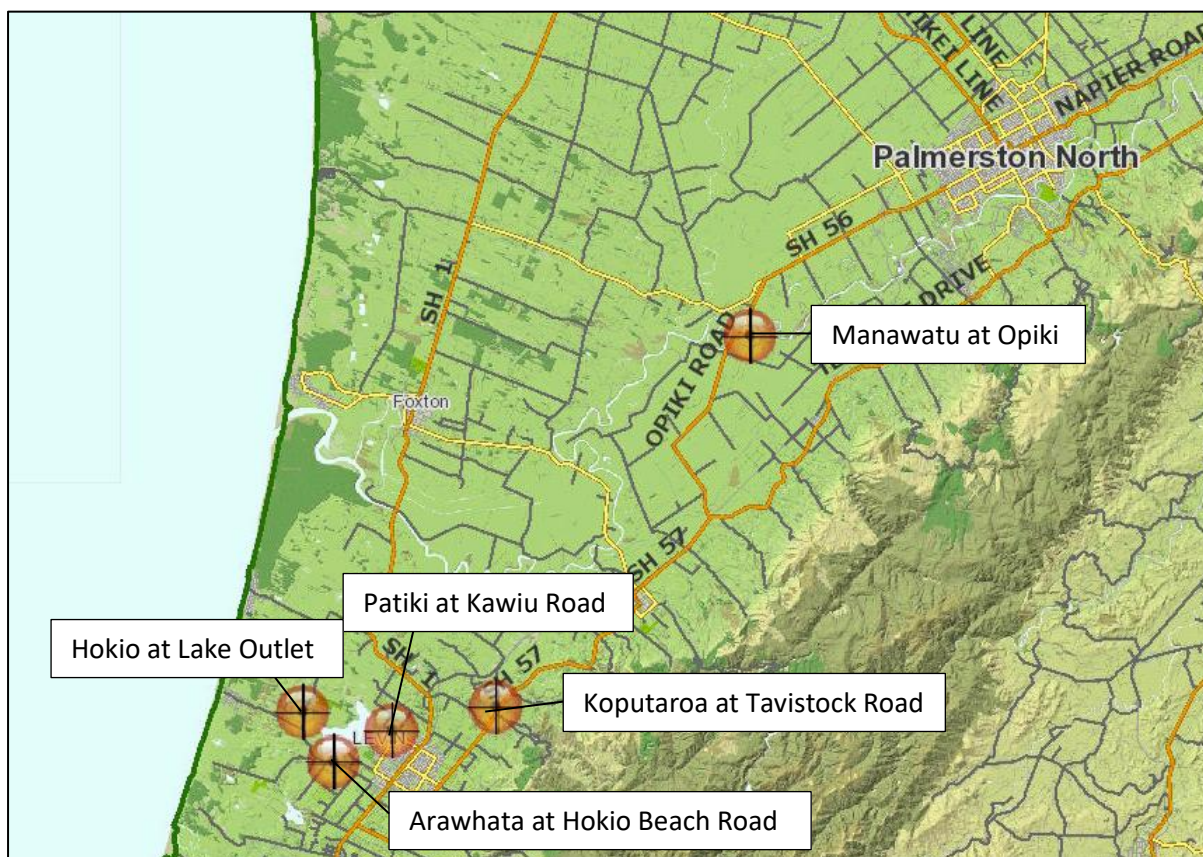 TIKEI LINE
LINE
NAPIER ROAD
Palmerston North
SH 56
SH 1
DRIVE
OPIKI ROAD
Manawatu at Opiki
Foxton
SH 57
Patiki at Kawiu Road
Hokio at Lake Outlet
SH 1
SH 57
Koputaroa at Tavistock Road
LEVIN
Arawhata at Hokio Beach Road